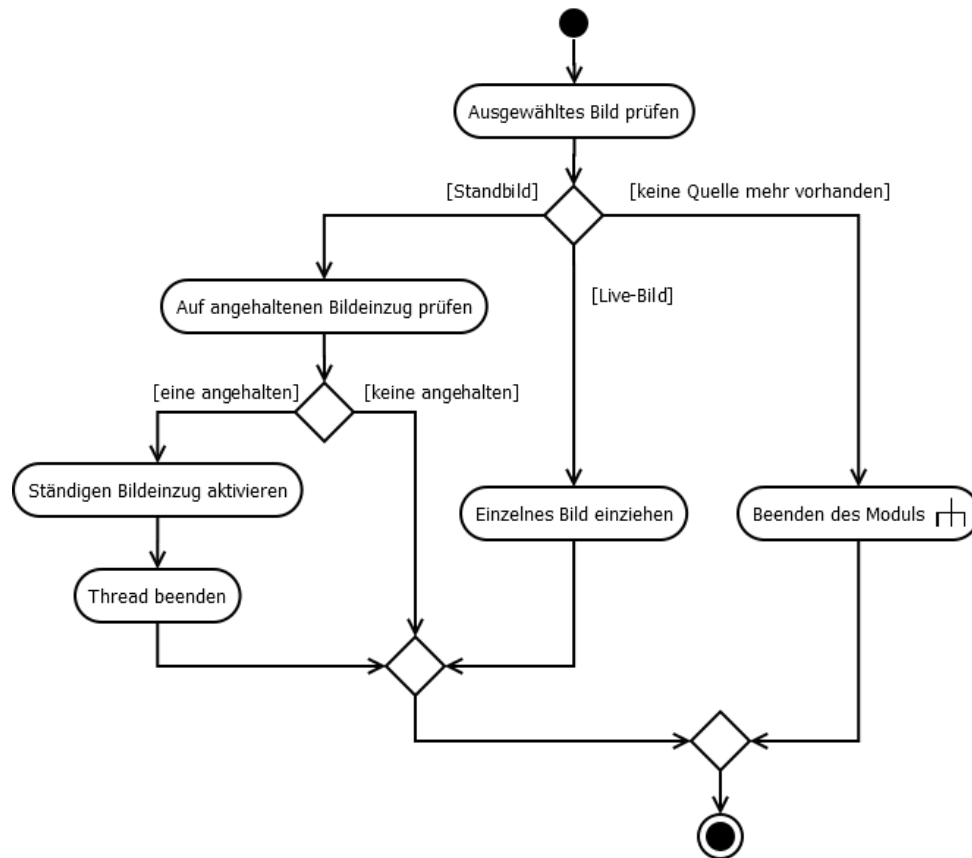 Ausgewähltes Bild prüfen
[Standbild]
[keine Quelle mehr vorhanden]
[Live-Bild]
Auf angehaltenen Bildeinzug prüfen
[eine angehalten]
[keine angehalten]
Ständigen Bildeinzug aktivieren
Einzelnes Bild einziehen
Beenden des Moduls
Thread beenden